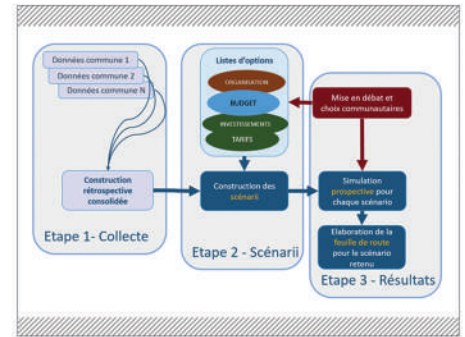 Données commune 1
Données commune 2
Données commune N
Construction
rétrospective
consolidée
Etape 1- Collecte
Listes d'options
ORGANISATION
BUDGET
INVESTISSEMENTS
TARIFS
Construction des
scénarii
Etape 2 - Scénarii
Mise en débat et
choix communautaires
Simulation
prospective pour
chaque scénario
Elaboration de la
feuille de route
pour le scénario
retenu
Etape 3 - Résultats